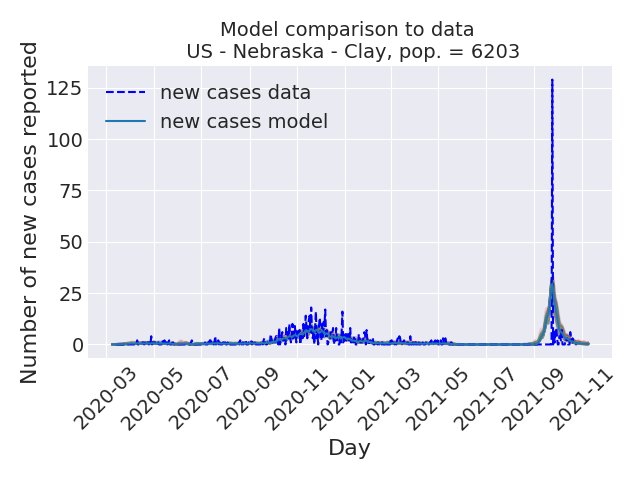 Model comparison to data
US - Nebraska - Clay, pop. = 6203
Number of new cases reported
125
100
75
50
25
0
new cases data
new cases model
2020-03
2020-05
2020-07
2020-09
2020-11
2021-01
2021-03
2021-05
2021-07
2021-09
2021-11
Day